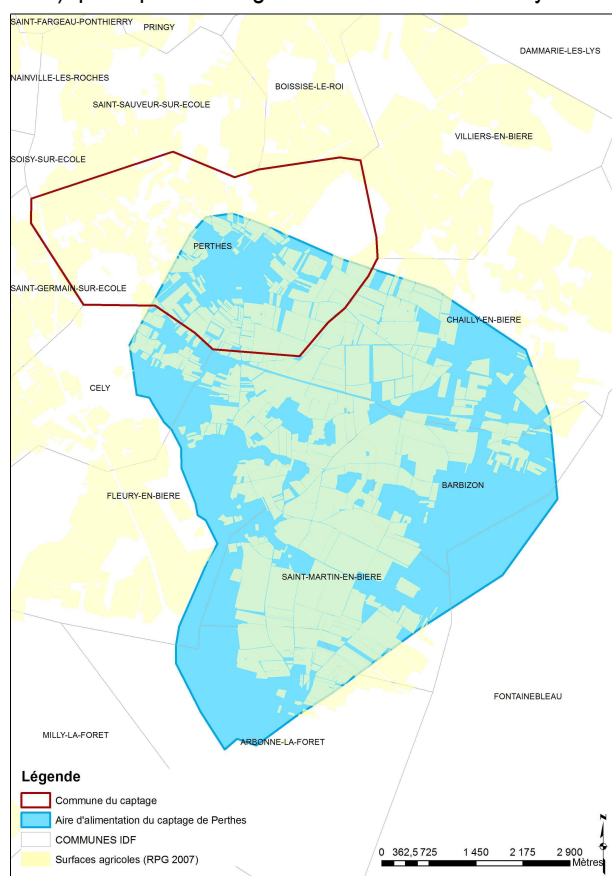 SAINT-FARGEAU-PONTHIERRY
PRINGY
DAMMARIE-LES-LYS
NAINVILLE-LES-ROCHES
BOISSISE-LE-ROI
SAINT-SAUVEUR-SUR-ECOLE
VILLIERS-EN-BIERE
SOISY-SUR-ECOLE
PERTHES
SAINT-GERMAIN-SUR-ECOLE
CHAILLY-EN-BIERE
CELY
BARBIZON
FLEURY-EN-BIERE
SAINT-MARTIN-EN-BIERE
FONTAINEBLEAU
MILLY-LA-FORET
ARBONNE-LA-FORET
Légende
Commune du captage
Aire d'alimentation du captage de Perthes
COMMUNES IDF
Surfaces agricoles (RPG 2007)
N
0 362,5 725 1 450 2 175 2 900
Mètres